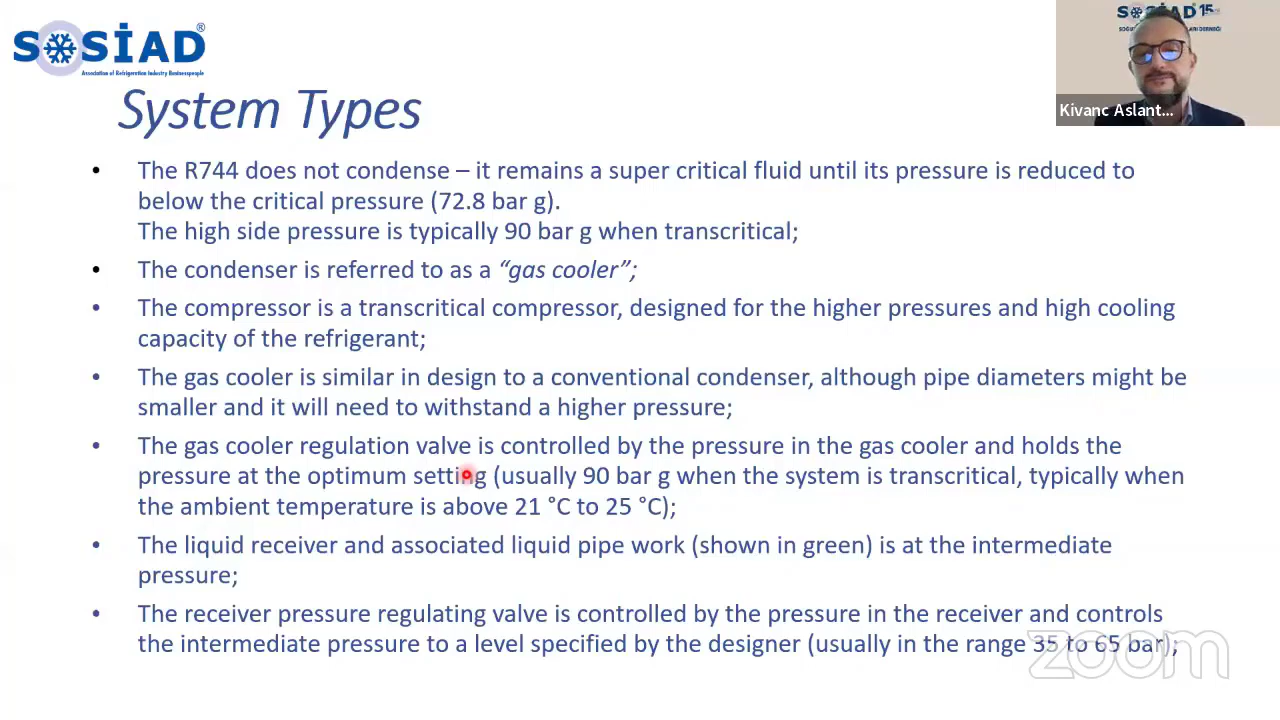 SOSİAD®
Association of Refrigeration Industry Businesspeople
SOSİAD 15
System Types
Kivanc Aslant...
• The R744 does not condense – it remains a super critical fluid until its pressure is reduced to
below the critical pressure (72.8 bar g).
The high side pressure is typically 90 bar g when transcritical;
• The condenser is referred to as a “gas cooler”;
• The compressor is a transcritical compressor, designed for the higher pressures and high cooling
capacity of the refrigerant;
• The gas cooler is similar in design to a conventional condenser, although pipe diameters might be
smaller and it will need to withstand a higher pressure;
• The gas cooler regulation valve is controlled by the pressure in the gas cooler and holds the
pressure at the optimum setting (usually 90 bar g when the system is transcritical, typically when
the ambient temperature is above 21 °C to 25 °C);
• The liquid receiver and associated liquid pipe work (shown in green) is at the intermediate
pressure;
• The receiver pressure regulating valve is controlled by the pressure in the receiver and controls
the intermediate pressure to a level specified by the designer (usually in the range 35 to 65 bar);
zoom